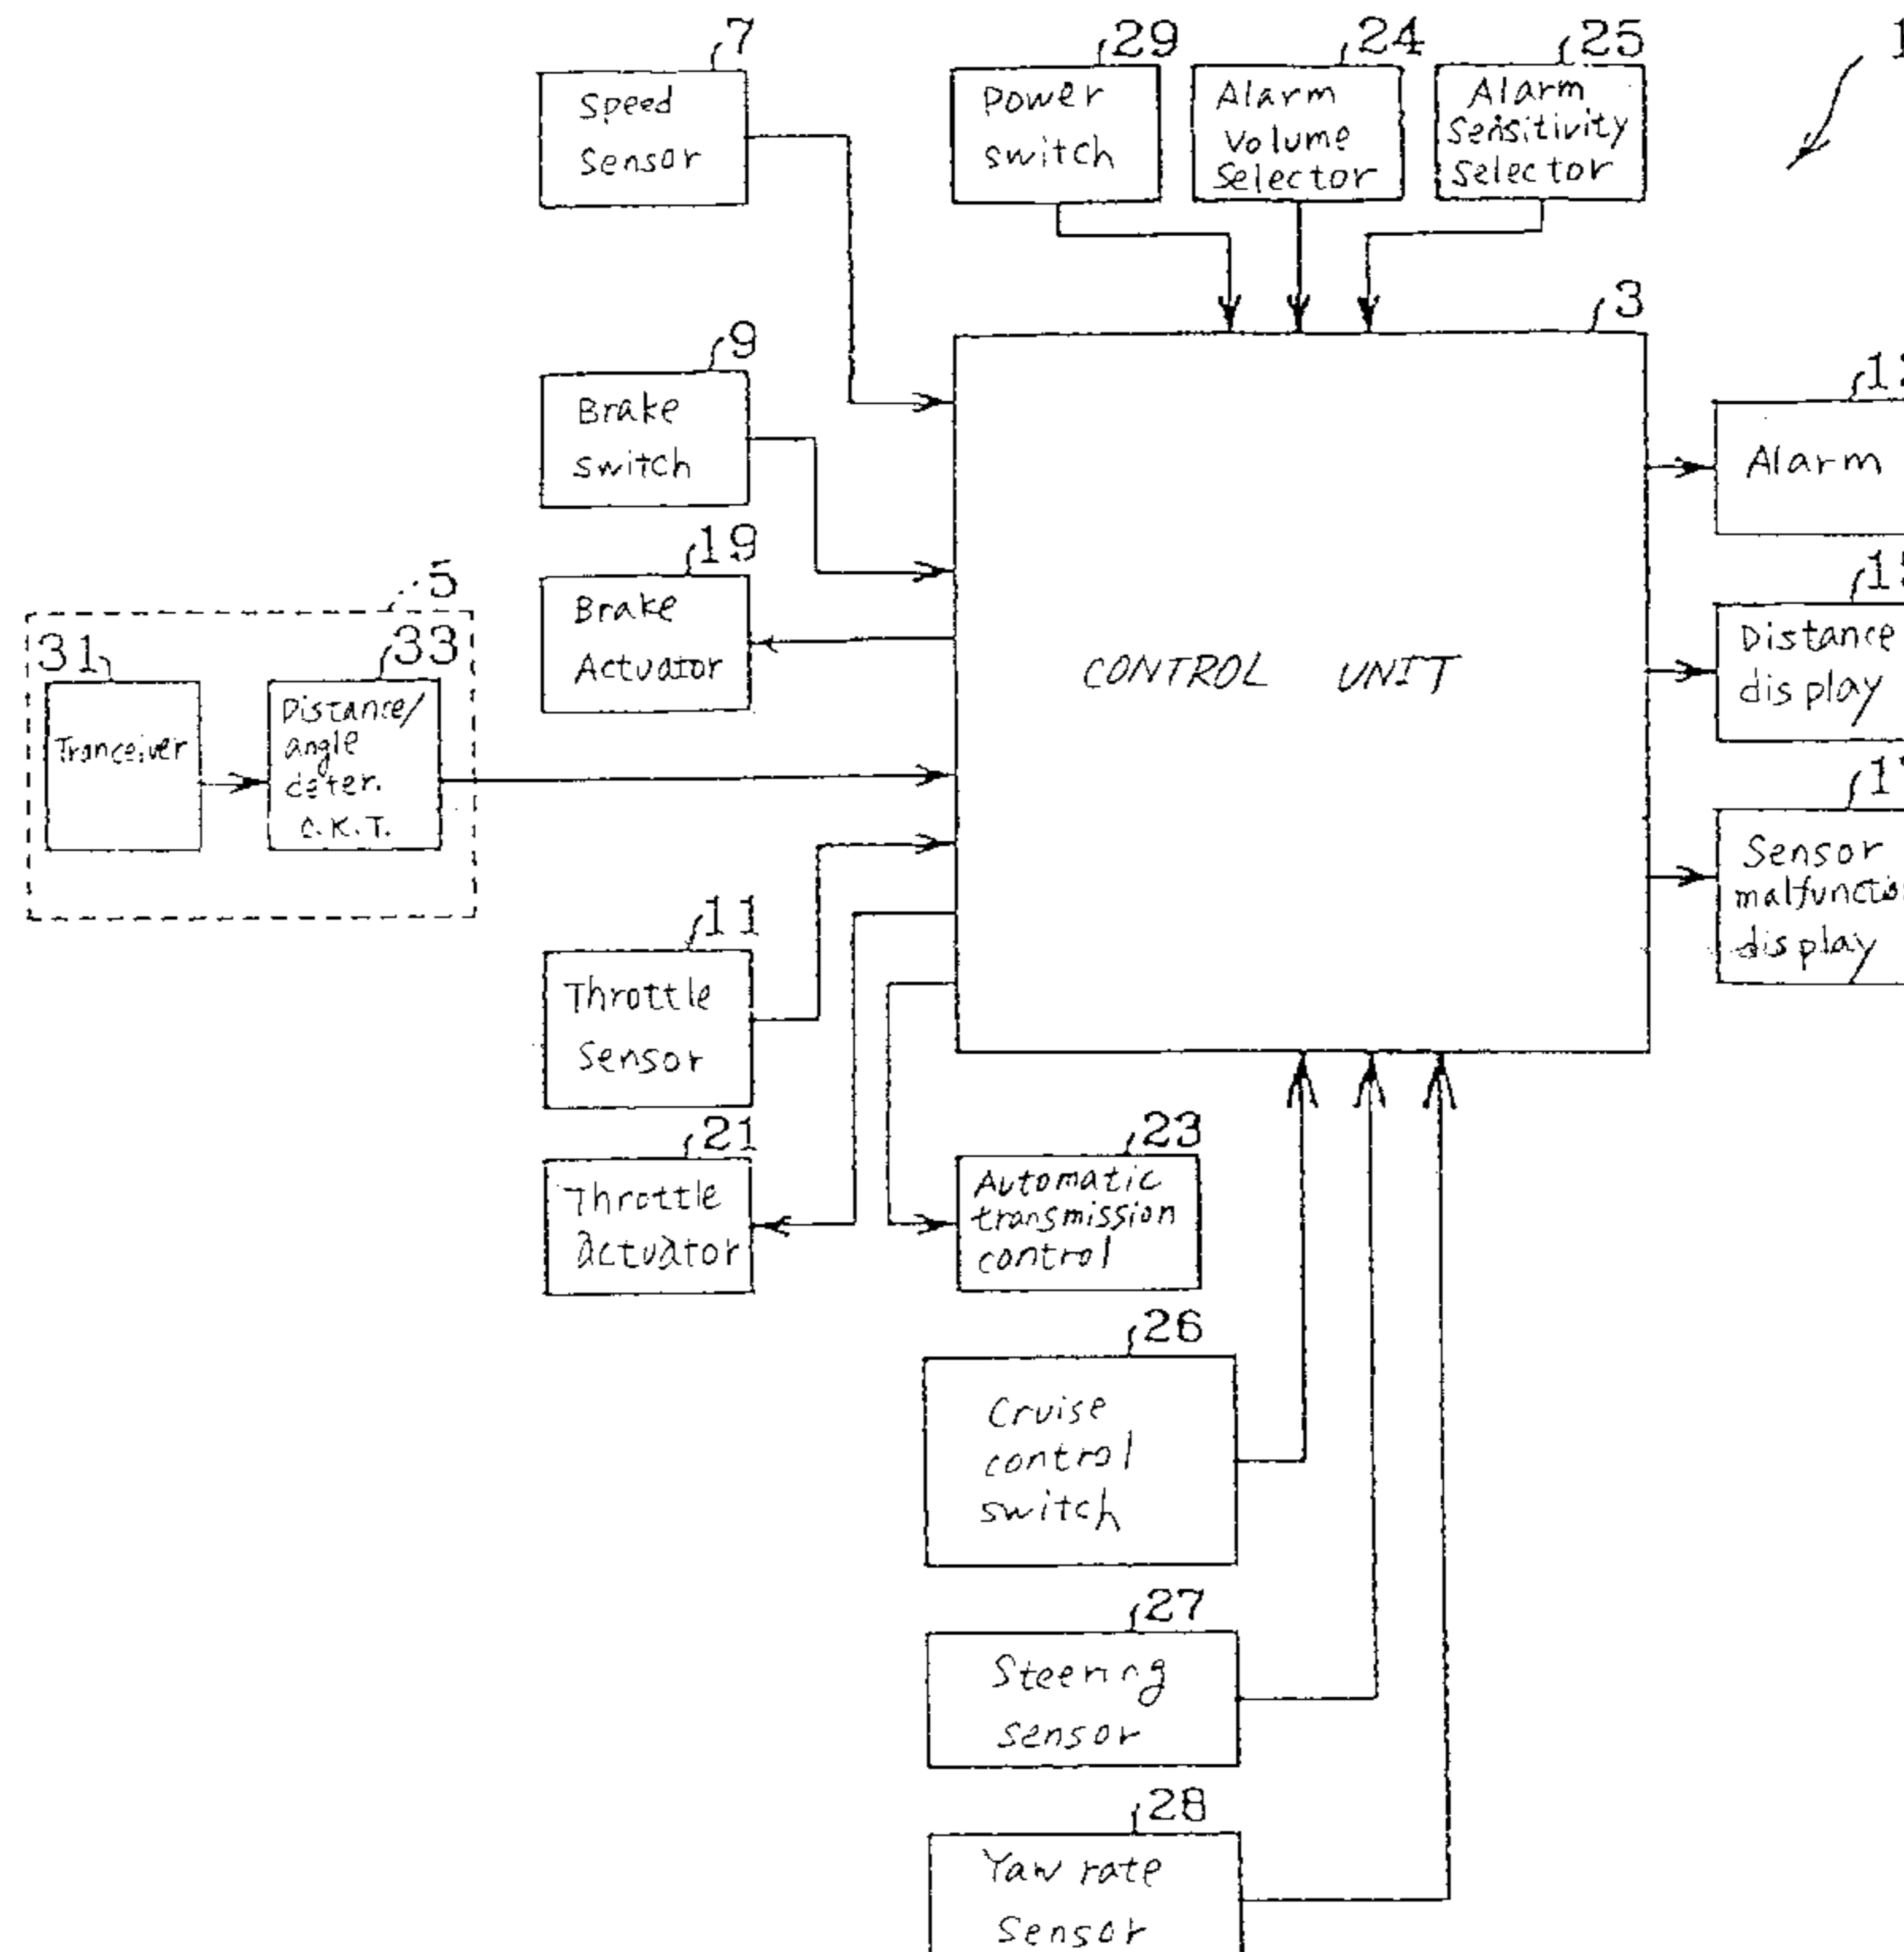 7
29
24
25
1
Speed
Sensor
Power
switch
Alarm
Volume
Selector
Alarm
Sensitivity
Selector
3
9
Brake
switch
Alarm
19
Brake
Actuator
CONTROL UNIT
Distance
display
5
31
33
Tranceiver
Distance/
angle
deter.
C.K.T.
Sensor
display
11
Throttle
Sensor
21
Throttle
actuator
23
Automatic
transmission
control
26
Cruise
control
switch
27
Steering
sensor
28
Yaw rate
Sensor